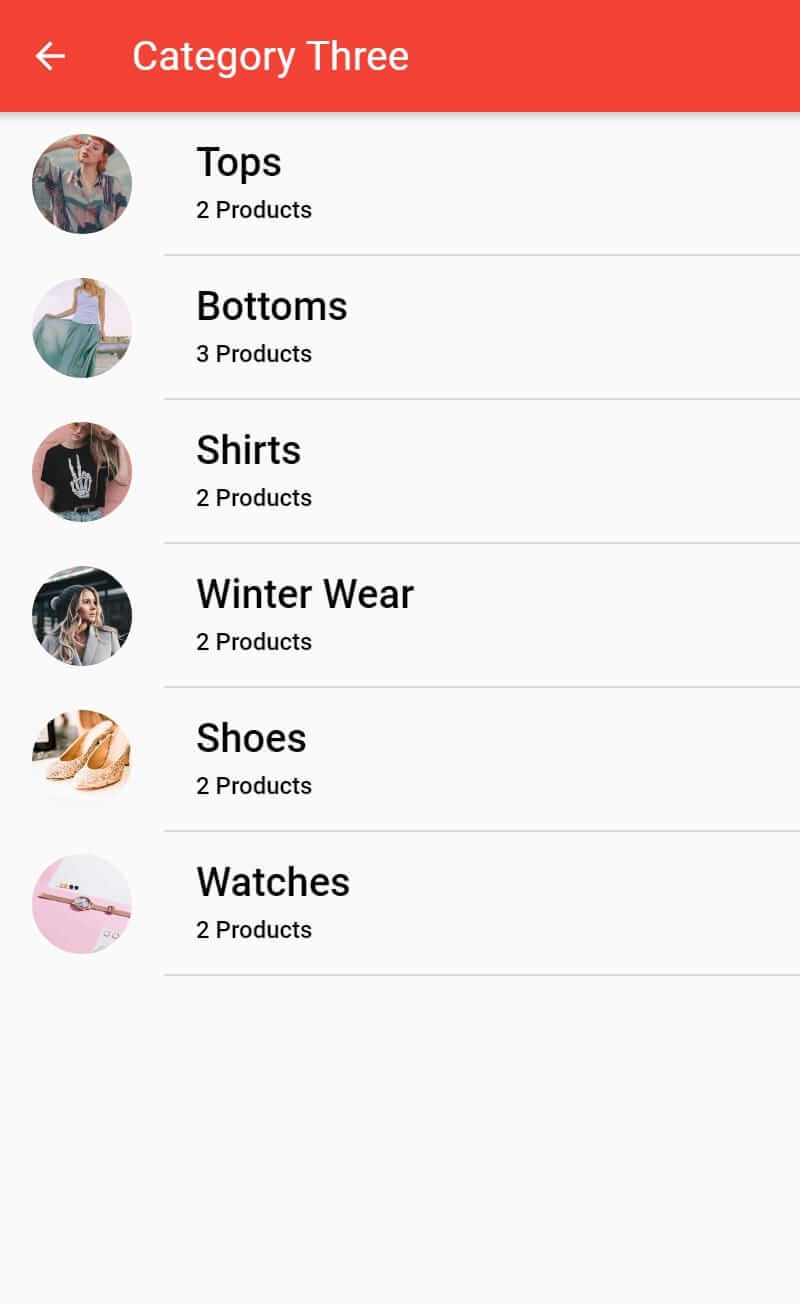 Category Three
Tops
2 Products
Bottoms
3 Products
Shirts
2 Products
Winter Wear
2 Products
Shoes
2 Products
Watches
2 Products